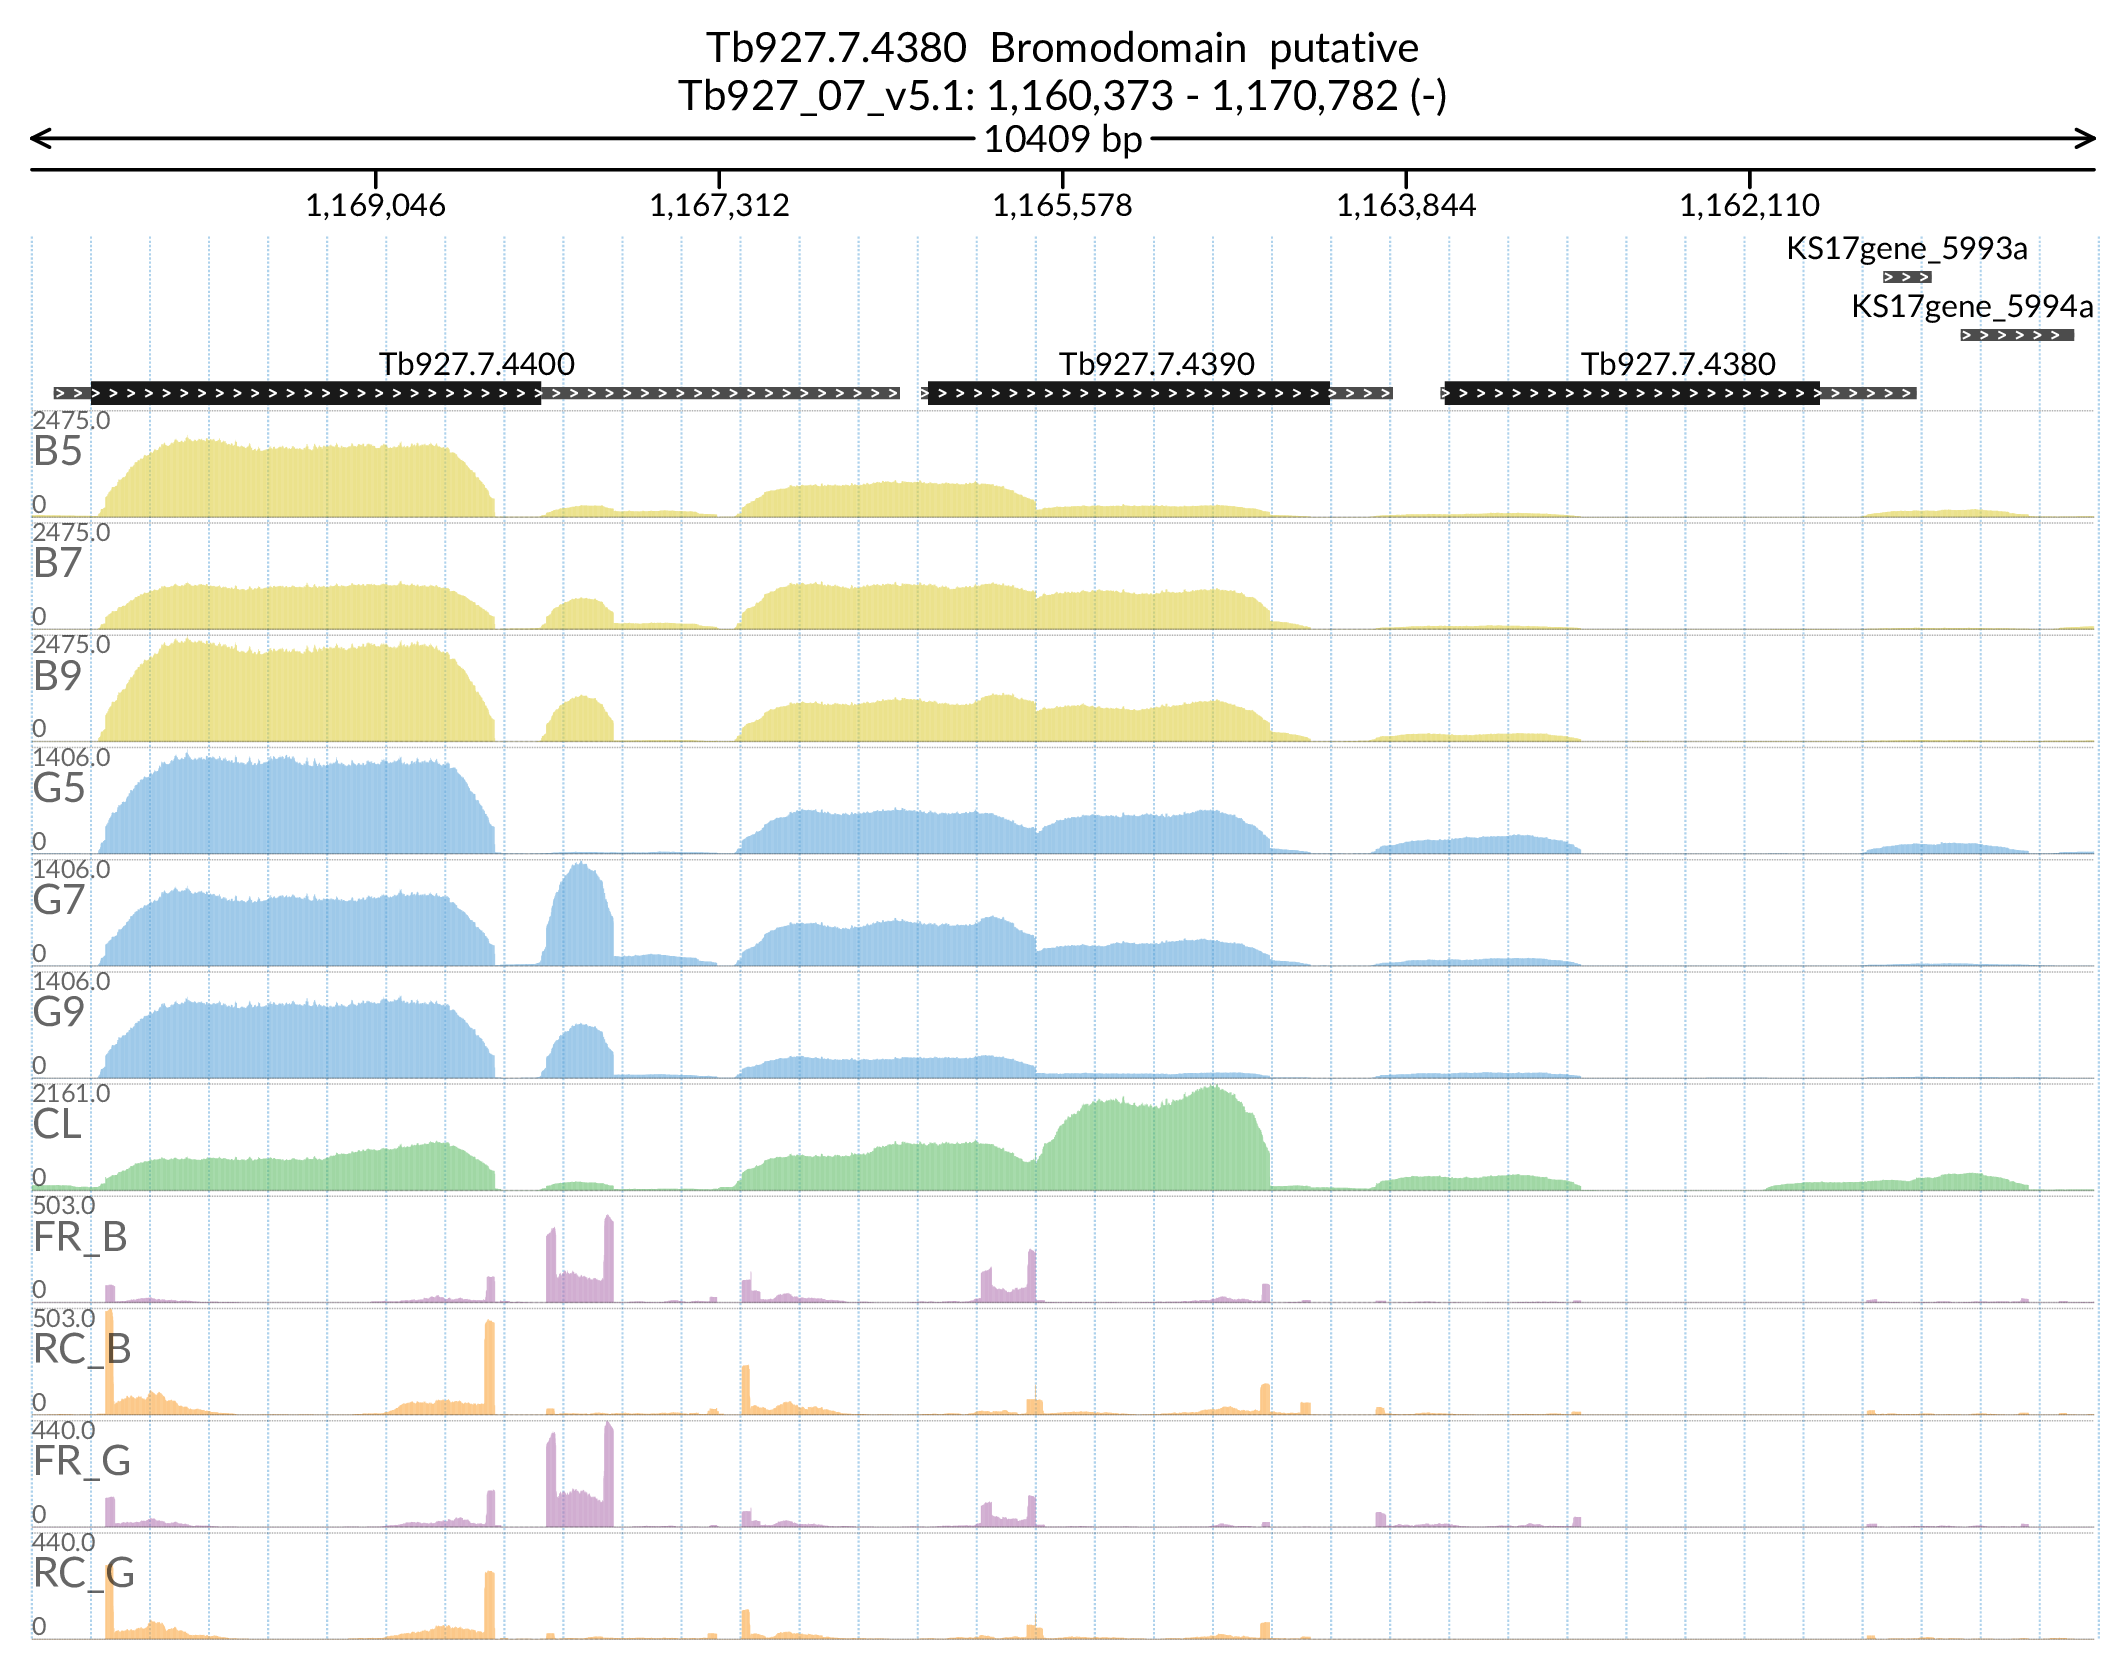 Tb927.7.4380 Bromodomain putative
Tb927_07_v5.1: 1,160,373 - 1,170,782 (-)
10409 bp
1,169,046 1,167,312 1,165,578 1,163,844 1,162,110
KS17gene_5993a
KS17gene_5994a
Tb927.7.4400 Tb927.7.4390 Tb927.7.4380
2475.0
B5
0
2475.0
B7
0
2475.0
B9
0
1406.0
G5
0
1406.0
G7
0
1406.0
G9
0
2161.0
CL
0
503.0
FR_B
0
503.0
RC_B
0
440.0
FR_G
0
440.0
RC_G
0